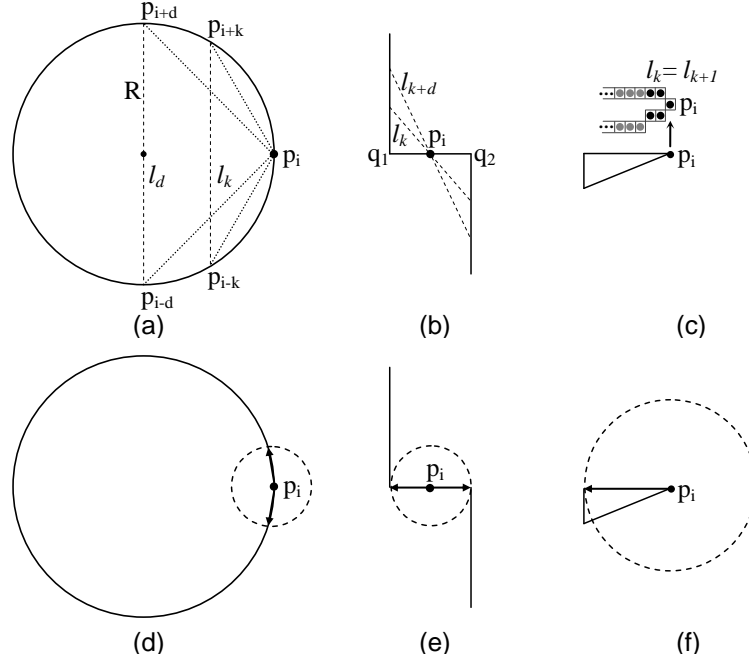 p_{i+d}
p_{i+k}
R
p_i
l_d
l_k
p_{i-k}
p_{i-d}
(a)
l_{k+d}
l_k
p_i
q_1
q_2
(b)
l_k= l_{k+1}
p_i
p_i
(c)
p_i
(d)
p_i
(e)
p_i
(f)